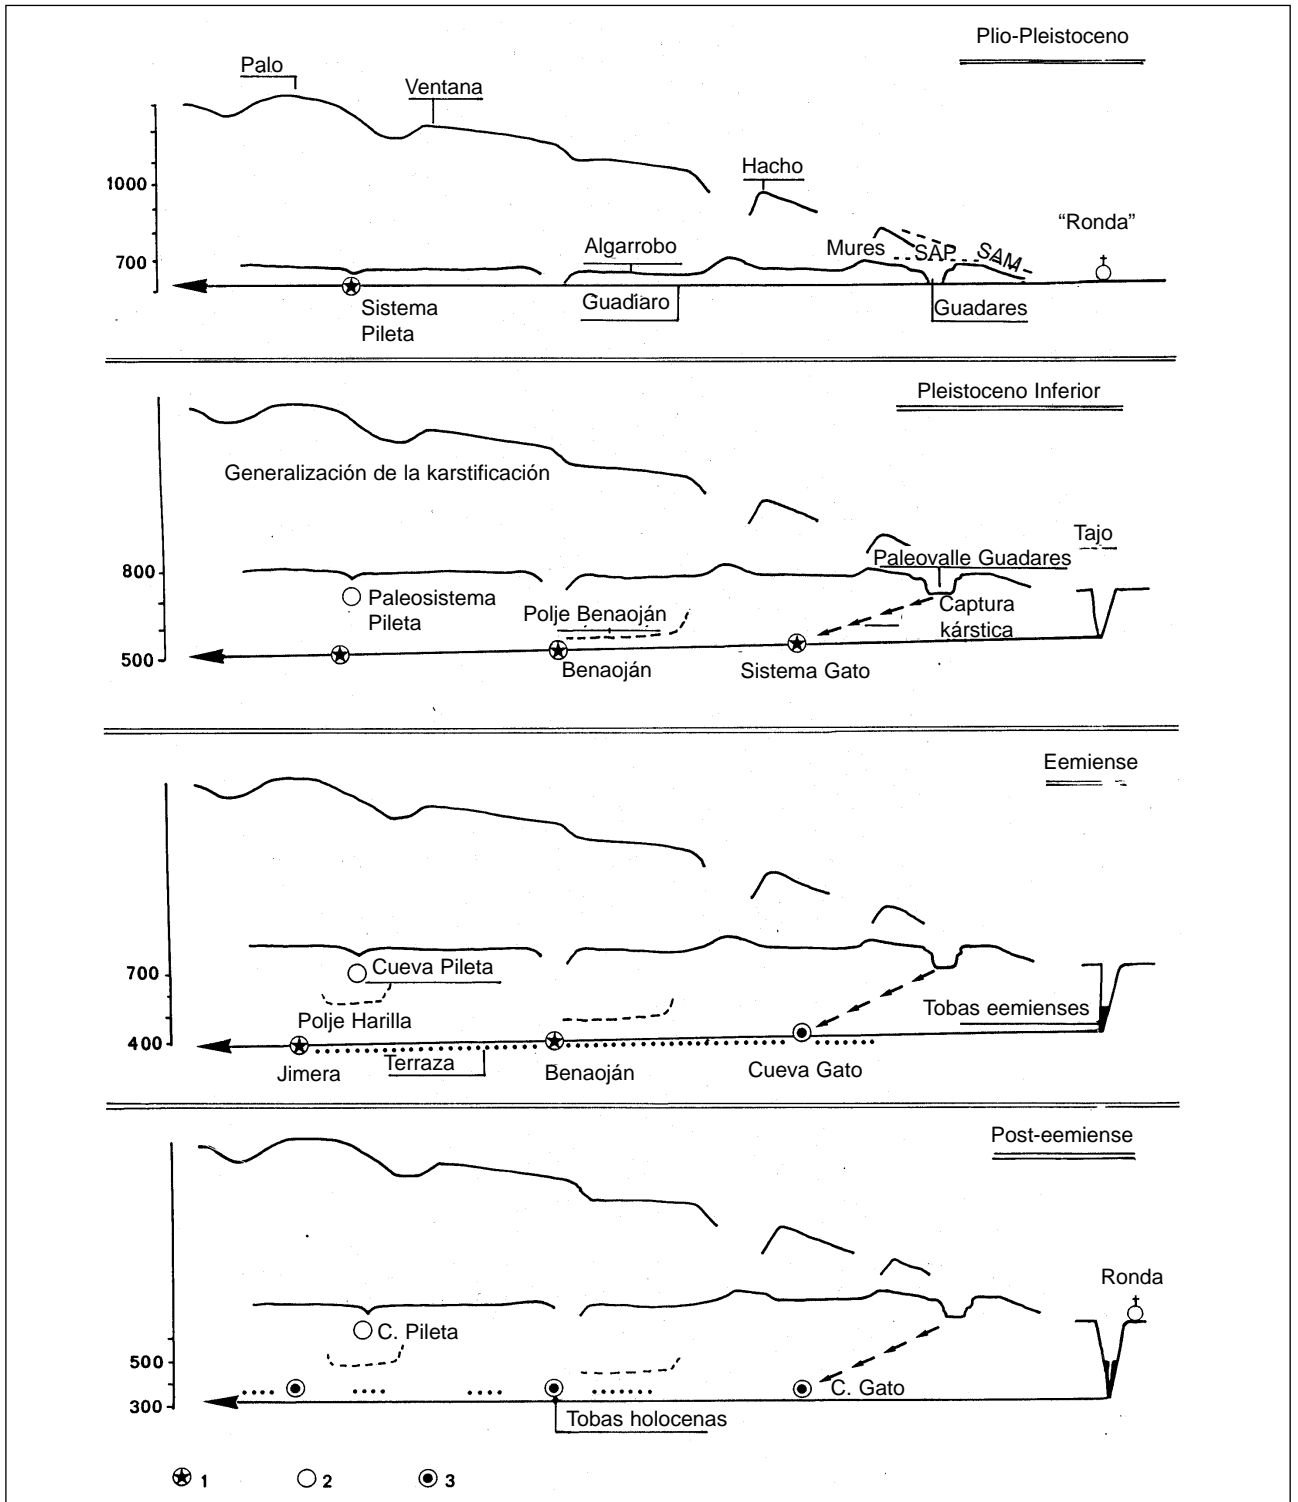 Plio-Pleistoceno
Palo
Ventana
1000
Hacho
"Ronda"
700
Algarrobo
Mures
SAP
SAM
Guadiaro
Guadares
Sistema
Pileta
Pleistoceno Inferior
Generalización de la karstificación
Tajo
Paleovalle Guadares
800
Paleosistema
Pileta
Polje Benaoján
Captura
kárstica
500
Benaoján
Sistema Gato
Eemiense
700
Cueva Pileta
Tobas eemienses
Polje Harilla
400
Jimera
Terraza
Benaoján
Cueva Gato
Post-eemiense
Ronda
C. Pileta
500
C. Gato
300
Tobas holocenas
1
2
3